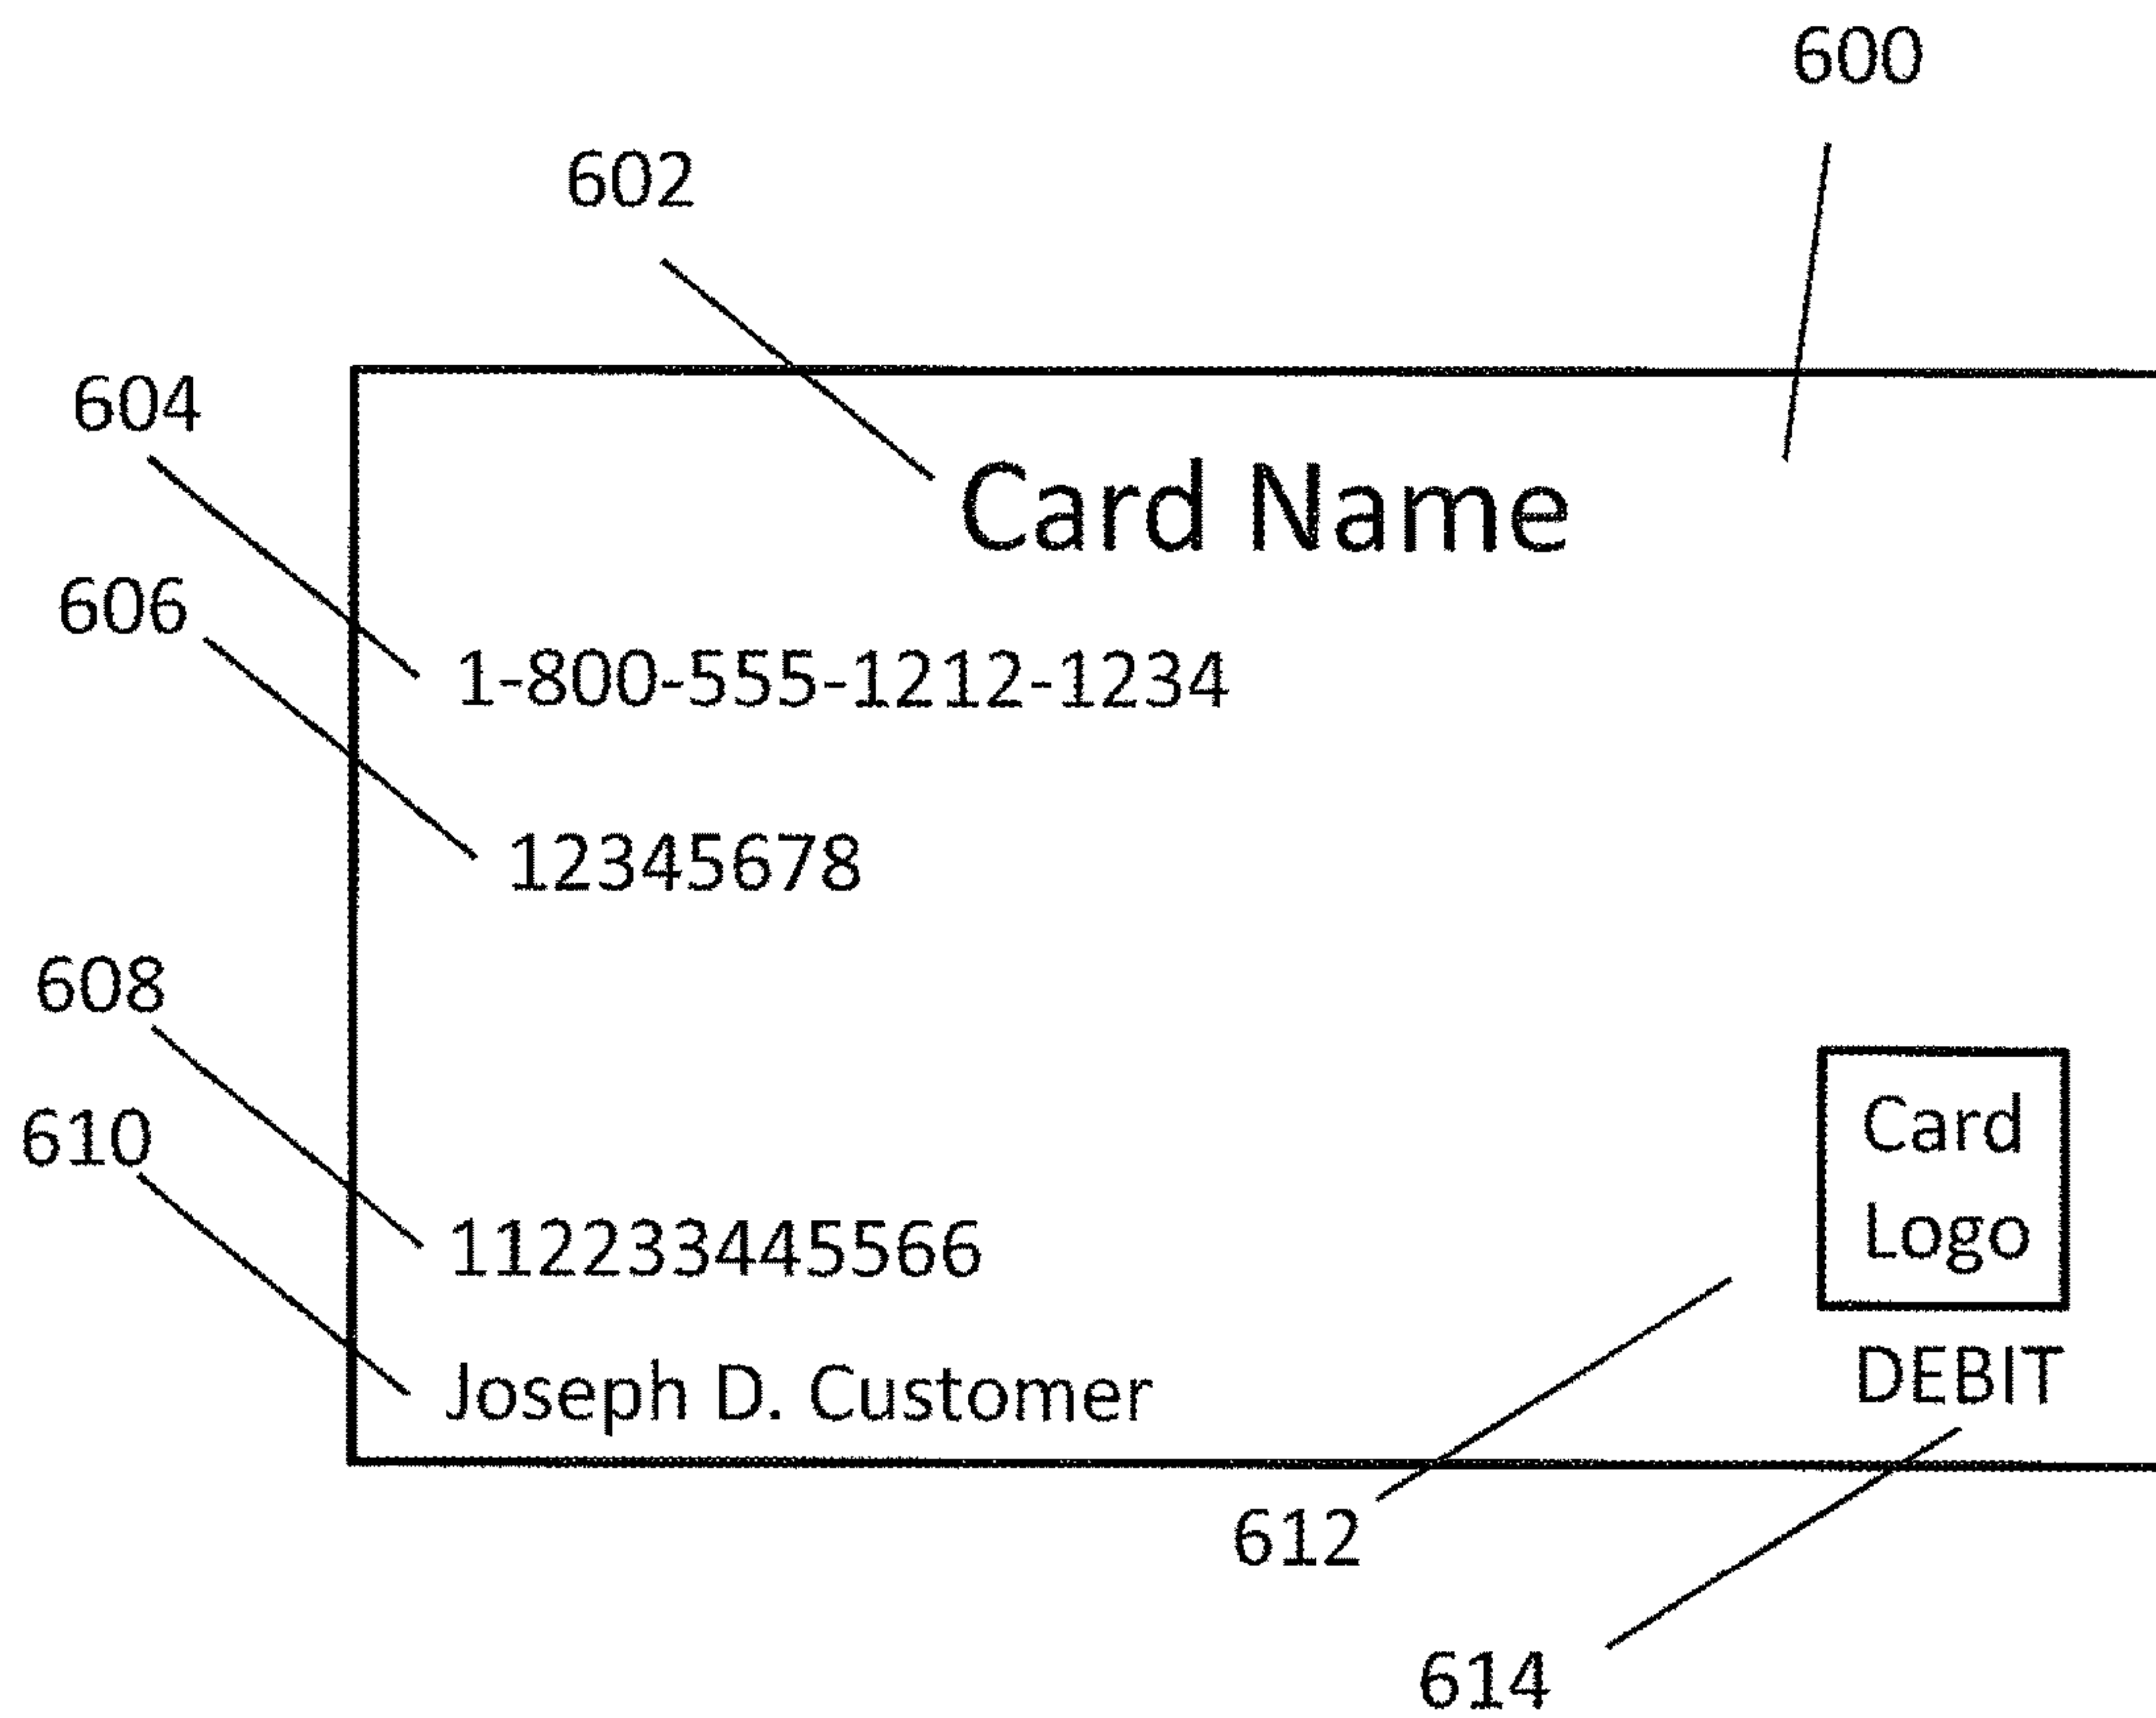 600
602
604
Card Name
606
1-800-555-1212-1234
12345678
608
610
Card
Logo
112233445566
DEBIT
Joseph D. Customer
612
614